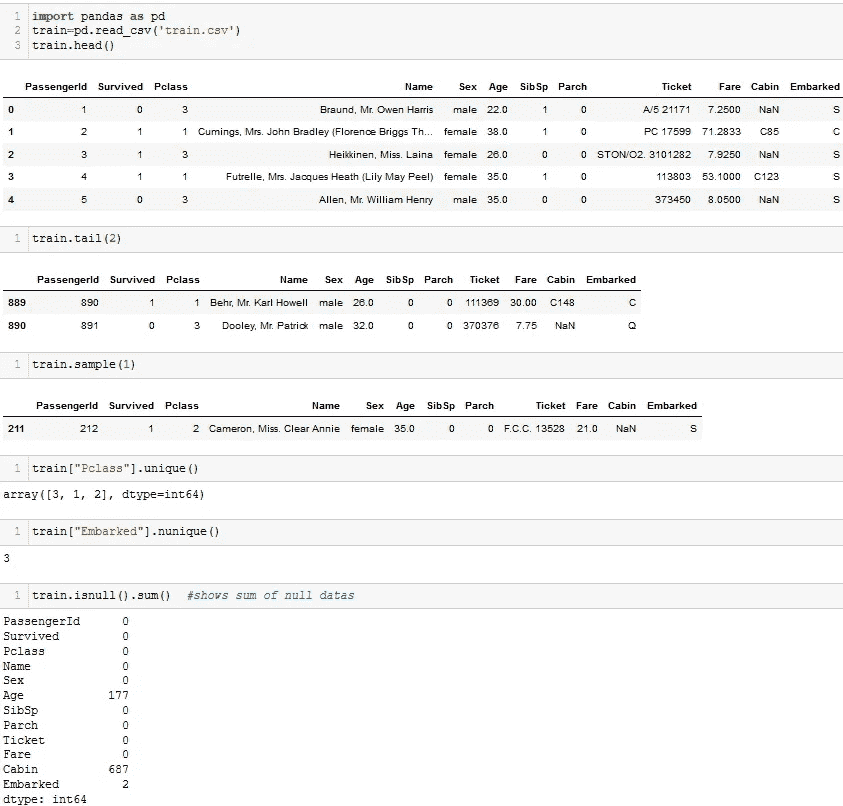 1 import pandas as pd
2 train=pd.read_csv('train.csv')
3 train.head()
PassengerId Survived Pclass Name Sex Age SibSp Parch Ticket Fare Cabin Embarked
0 1 0 3 Braund, Mr. Owen Harris male 22.0 1 0 A/5 21171 7.2500 NaN S
1 2 1 1 Cumings, Mrs. John Bradley (Florence Briggs Th... female 38.0 1 0 PC 17599 71.2833 C85 C
2 3 1 3 Heikkinen, Miss. Laina female 26.0 0 0 STON/O2. 3101282 7.9250 NaN S
3 4 1 1 Futrelle, Mrs. Jacques Heath (Lily May Peel) female 35.0 1 0 113803 53.1000 C123 S
4 5 0 3 Allen, Mr. William Henry male 35.0 0 0 373450 8.0500 NaN S
1 train.tail(2)
PassengerId Survived Pclass Name Sex Age SibSp Parch Ticket Fare Cabin Embarked
889 890 1 1 Behr, Mr. Karl Howell male 26.0 0 0 111369 30.00 C148 C
890 891 0 3 Dooley, Mr. Patrick male 32.0 0 0 370376 7.75 NaN Q
1 train.sample(1)
PassengerId Survived Pclass Name Sex Age SibSp Parch Ticket Fare Cabin Embarked
211 212 1 2 Cameron, Miss. Clear Annie female 35.0 0 0 F.C.C. 13528 21.0 NaN S
1 train["Pclass"].unique()
array([3, 1, 2], dtype=int64)
1 train["Embarked"].nunique()
3
1 train.isnull().sum() #shows sum of null datas
PassengerId 0
Survived 0
Pclass 0
Name 0
Sex 0
Age 177
SibSp 0
Parch 0
Ticket 0
Fare 0
Cabin 687
Embarked 2
dtype: int64